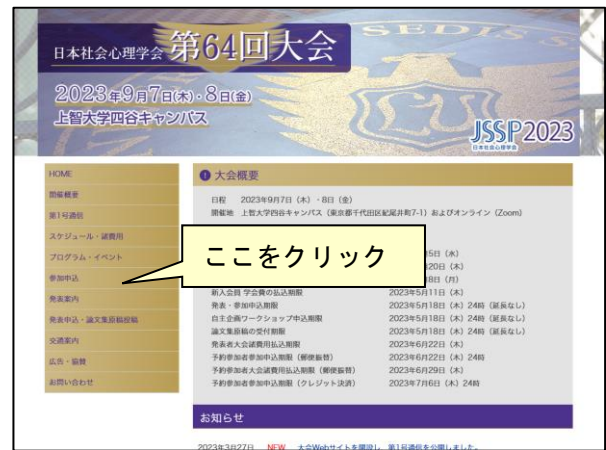 日本社会心理学会 第64回大会
SEDIS S
2023年9月7日(木)・8日(金)
上智大学四谷キャンパス
JSSP2023
日本社会心理学会
HOME
開催概要
第1号通信
スケジュール・諸費用
プログラム・イベント
参加申込
発表案内
発表申込・論文集原稿投稿
交通案内
広告・協賛
お問い合わせ
大会概要
日程 2023年9月7日（木）・8日（金）
開催地 上智大学四谷キャンパス（東京都千代田区紀尾井町7-1）およびオンライン（Zoom）
ここをクリック
5日（水）
20日（木）
8日（月）
新入会員 学会費の払込期限 2023年5月11日（木）
発表・参加申込期限 2023年5月18日（木）24時（延長なし）
自主企画ワークショップ申込期限 2023年5月18日（木）24時（延長なし）
論文集原稿の受付期限 2023年5月18日（木）24時（延長なし）
発表者大会諸費用払込期限 2023年6月22日（木）
予約参加者参加申込期限（郵便振替） 2023年6月22日（木）24時
予約参加者大会諸費用払込期限（郵便振替） 2023年6月29日（木）
予約参加者参加申込期限（クレジット決済） 2023年7月6日（木）24時
お知らせ
2023年3月27日 NEW 大会Webサイトを開設し、第1号通信を公開しました。